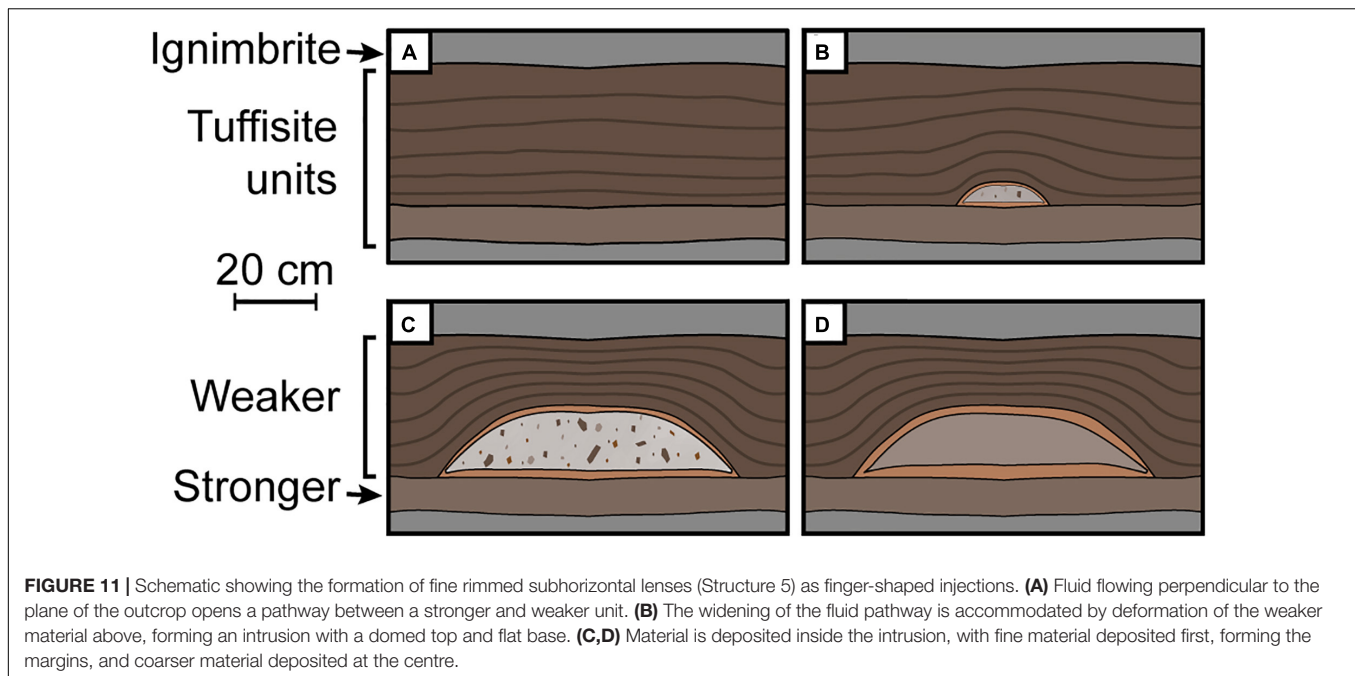 Ignimbrite
A
B
Tuffisite
units
20 cm
C
D
Weaker
Stronger
FIGURE 11 | Schematic showing the formation of fine rimmed subhorizontal lenses (Structure 5) as finger-shaped injections. (A) Fluid flowing perpendicular to the
plane of the outcrop opens a pathway between a stronger and weaker unit. (B) The widening of the fluid pathway is accommodated by deformation of the weaker
material above, forming an intrusion with a domed top and flat base. (C,D) Material is deposited inside the intrusion, with fine material deposited first, forming the
margins, and coarser material deposited at the centre.